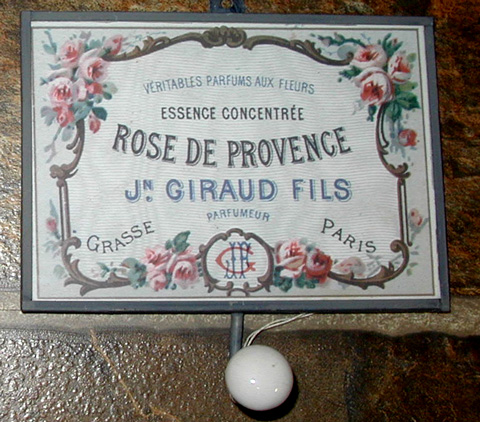 VÉRITABLES PARFUMS AUX FLEURS
ESSENCE CONCENTRÉE
ROSE DE PROVENCE
JN. GIRAUD FILS
PARFUMEUR
GRASSE
PARIS